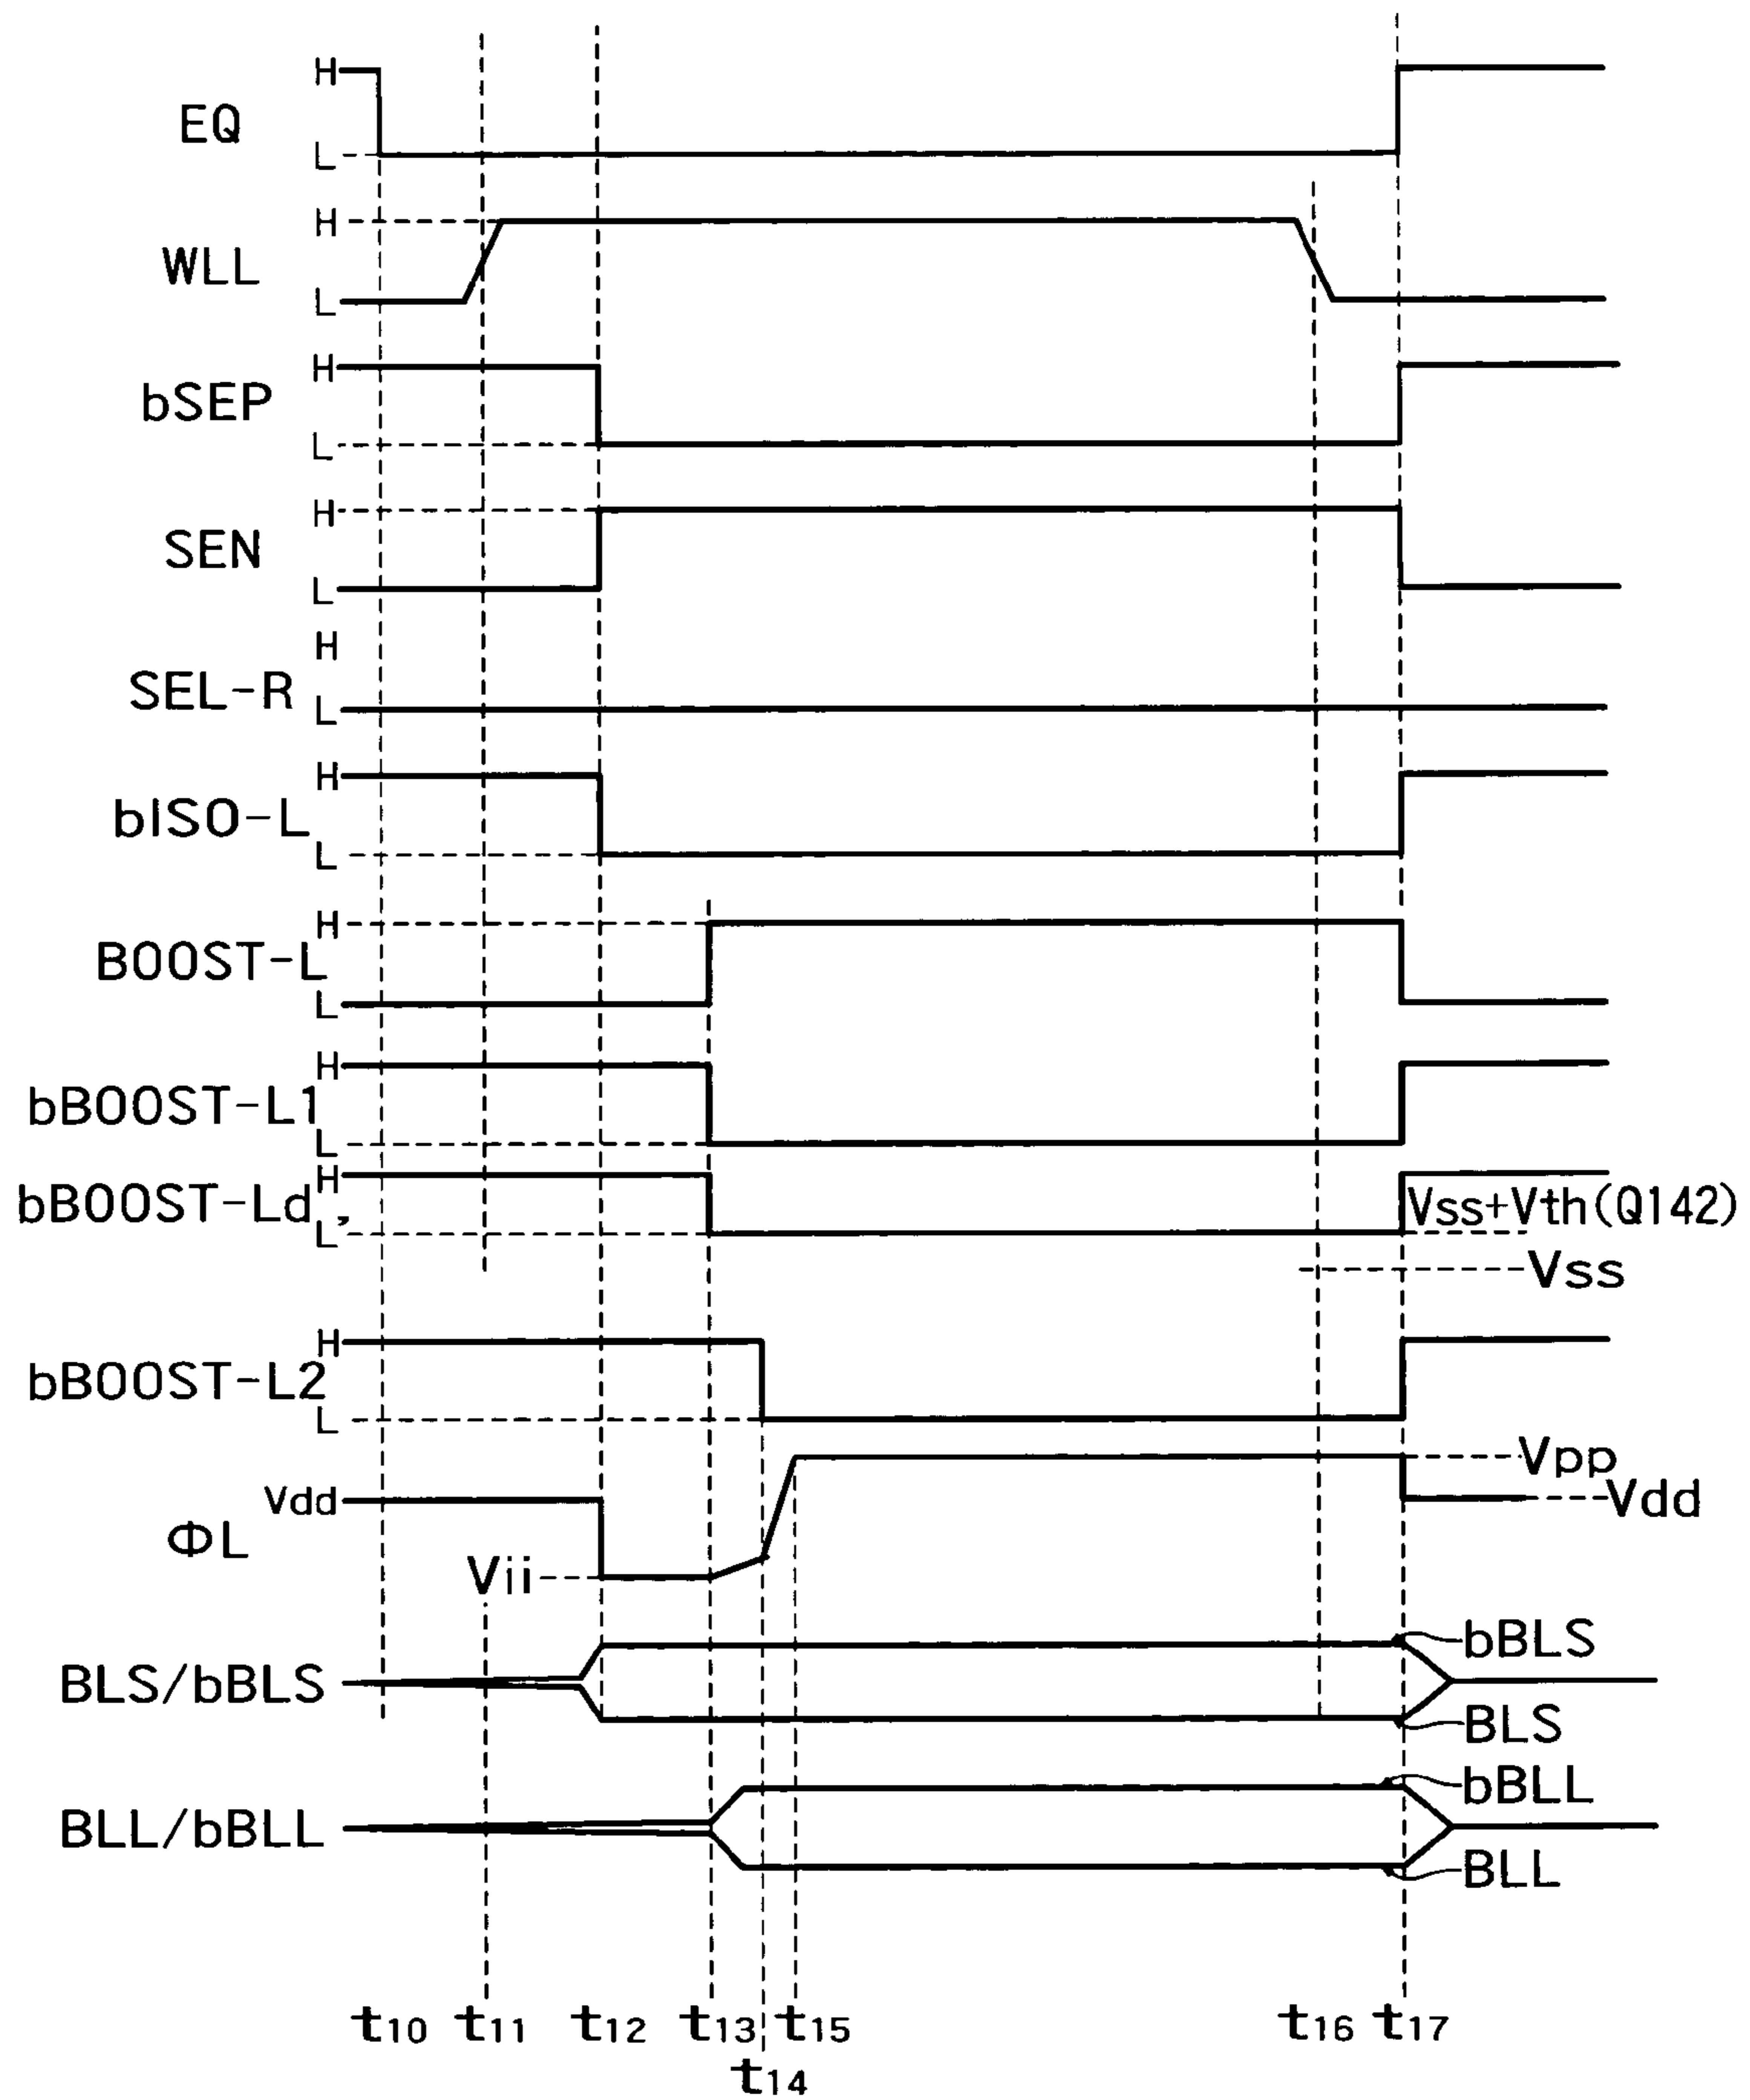 H
EQ
L
H
WLL
L
H
bSEP
L
H
SEN
L
H
SEL-R
L
H
bISO-L
L
H
BOOST-L
L
H
bBOOST-L1
L
H
bBOOST-Ld,
L
Vss+Vth(Q142)
Vss
H
bBOOST-L2
L
Vpp
Vdd
Vdd
ΦL
Vii
bBLS
BLS/bBLS
BLS
bBLL
BLL/bBLL
BLL
t10 t11 t12 t13 t15 t16 t17
t14